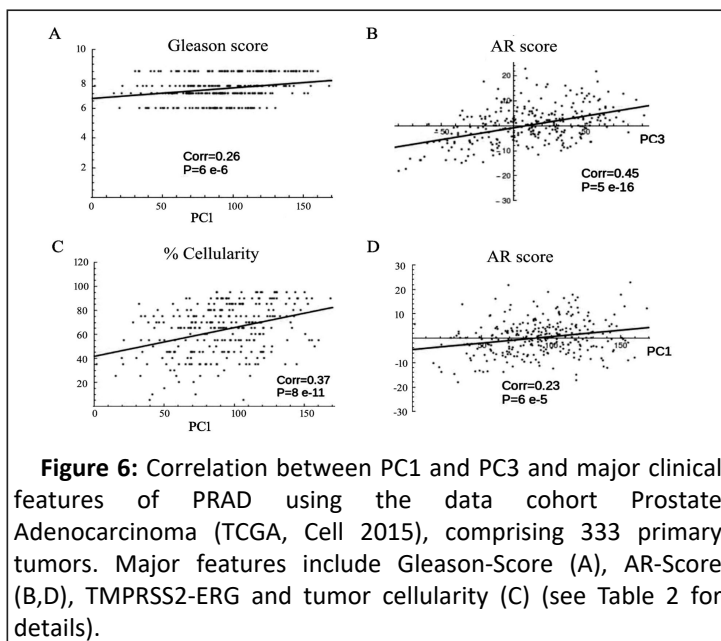 A
Gleason score
10
8
6
4
2
0
50
100
150
PC1
Corr=0.26
P=6 e-6
B
AR score
20
10
-10
-20
-30
50
50
PC3
Corr=0.45
P=5 e-16
C
% Cellularity
120
100
80
60
40
20
0
50
100
150
PC1
Corr=0.37
P=8 e-11
D
AR score
30
20
10
-10
-20
-30
50
100
150
PC1
Corr=0.23
P=6 e-5
Figure 6: Correlation between PC1 and PC3 and major clinical
features of PRAD using the data cohort Prostate
Adenocarcinoma (TCGA, Cell 2015), comprising 333 primary
tumors. Major features include Gleason-Score (A), AR-Score
(B,D), TMPRSS2-ERG and tumor cellularity (C) (see Table 2 for
details).